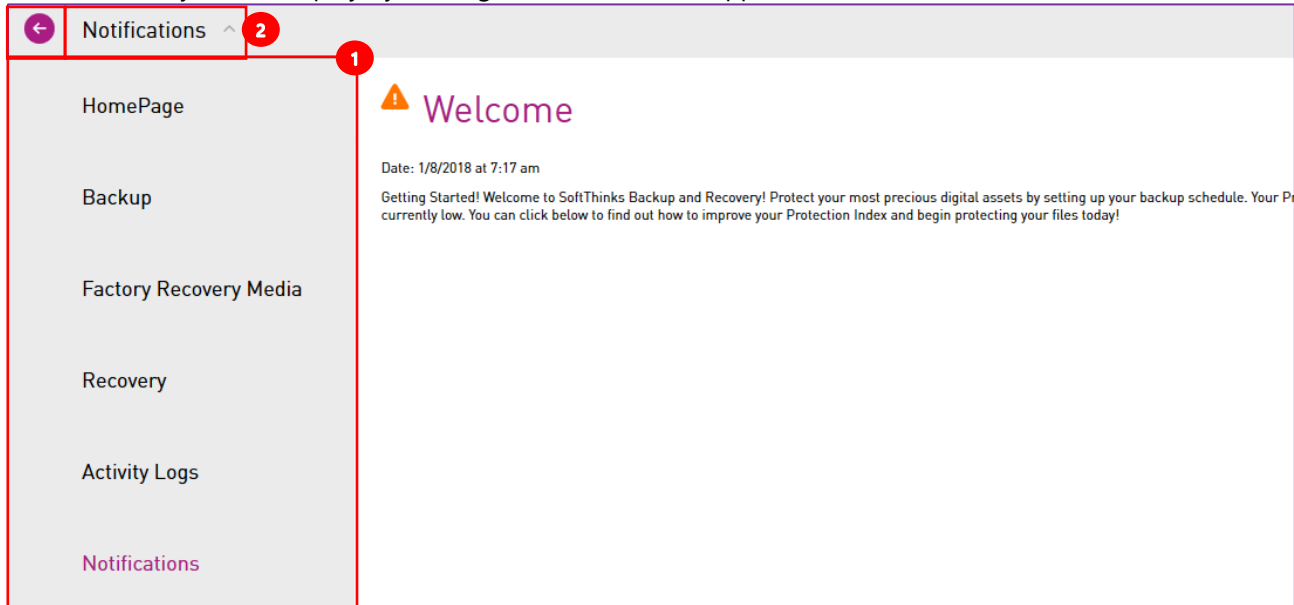 Notifications 2
1
HomePage
Backup
Factory Recovery Media
Recovery
Activity Logs
Notifications
Welcome
Date: 1/8/2018 at 7:17 am
Getting Started! Welcome to SoftThinks Backup and Recovery! Protect your most precious digital assets by setting up your backup schedule. Your
currently low. You can click below to find out how to improve your Protection Index and begin protecting your files today!